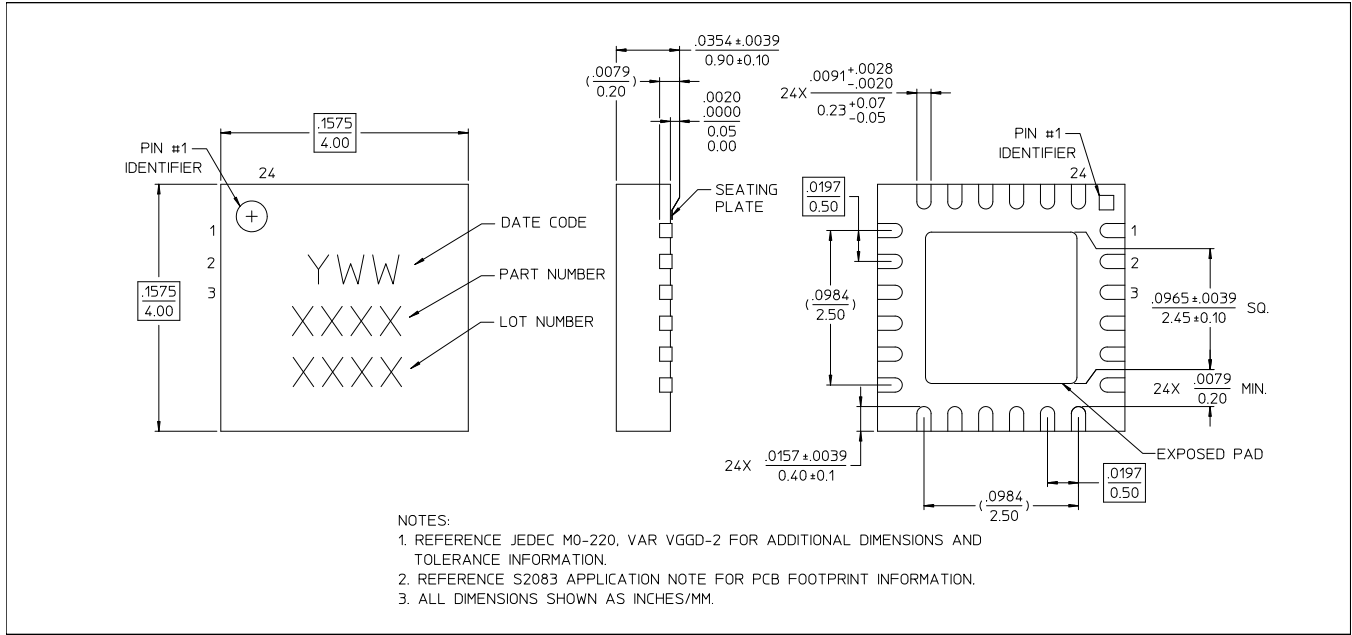 .1575
4.00
PIN #1
IDENTIFIER
24
1
2
3
.1575
4.00
YWW
XXXX
XXXX
DATE CODE
PART NUMBER
LOT NUMBER
.0354±.0039
0.90±0.10
(.0079
0.20)
.0020
.0000
0.05
0.00
SEATING
PLATE
24X .0091 +.0028
-.0020
0.23 +0.07
-0.05
PIN #1
IDENTIFIER
24
.0197
0.50
1
2
3
(.0984
2.50)
.0965±.0039 SQ.
2.45±0.10
24X .0079 MIN.
0.20
EXPOSED PAD
24X .0157±.0039
0.40±0.1
.0197
0.50
(.0984
2.50)
NOTES:
1. REFERENCE JEDEC MO-220, VAR VGGD-2 FOR ADDITIONAL DIMENSIONS AND
TOLERANCE INFORMATION.
2. REFERENCE S2083 APPLICATION NOTE FOR PCB FOOTPRINT INFORMATION.
3. ALL DIMENSIONS SHOWN AS INCHES/MM.